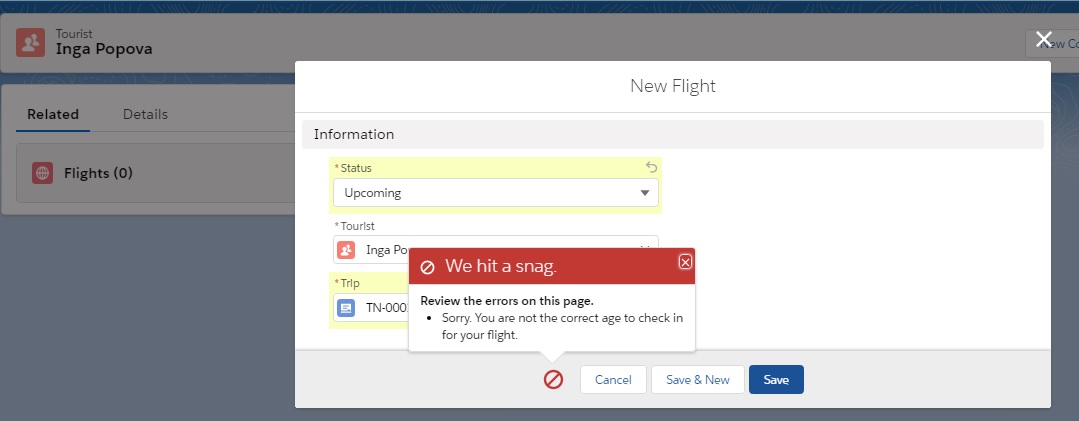 Tourist
Inga Popova
New Co
Related
Details
Flights (0)
New Flight
Information
* Status
Upcoming
* Tourist
Inga Po
* Trip
TN-000
We hit a snag.
Review the errors on this page.
• Sorry. You are not the correct age to check in
for your flight.
Cancel
Save & New
Save